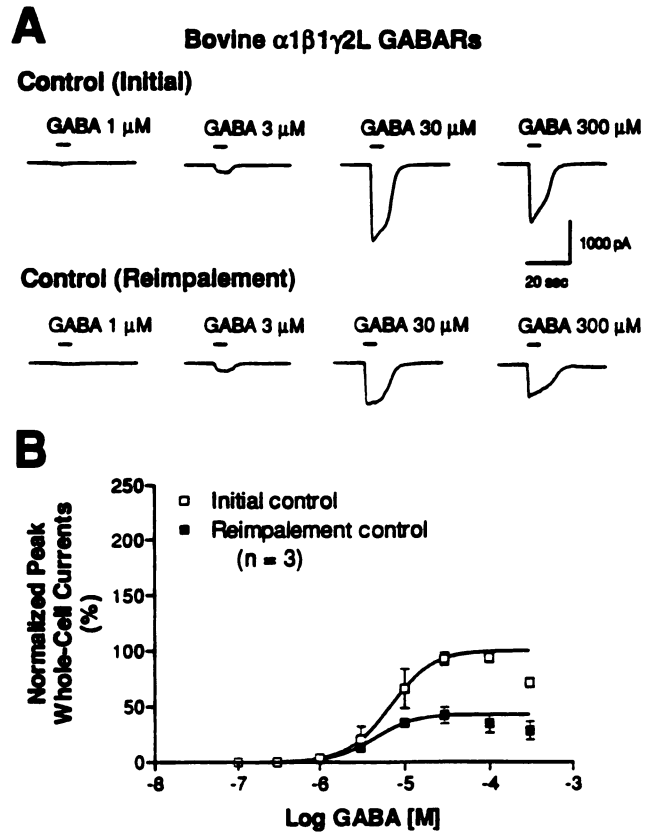 A
Bovine α1β1γ2L GABARs
Control (Initial)
GABA 1 μM GABA 3 μM GABA 30 μM GABA 300 μM
1000 pA
20 sec
Control (Reimpalement)
GABA 1 μM GABA 3 μM GABA 30 μM GABA 300 μM
B
Normalized Peak
Whole-Cell Currents
(%)
250
200
150
100
50
0
Initial control
Reimpalement control
(n = 3)
-8 -7 -6 -5 -4 -3
Log GABA [M]